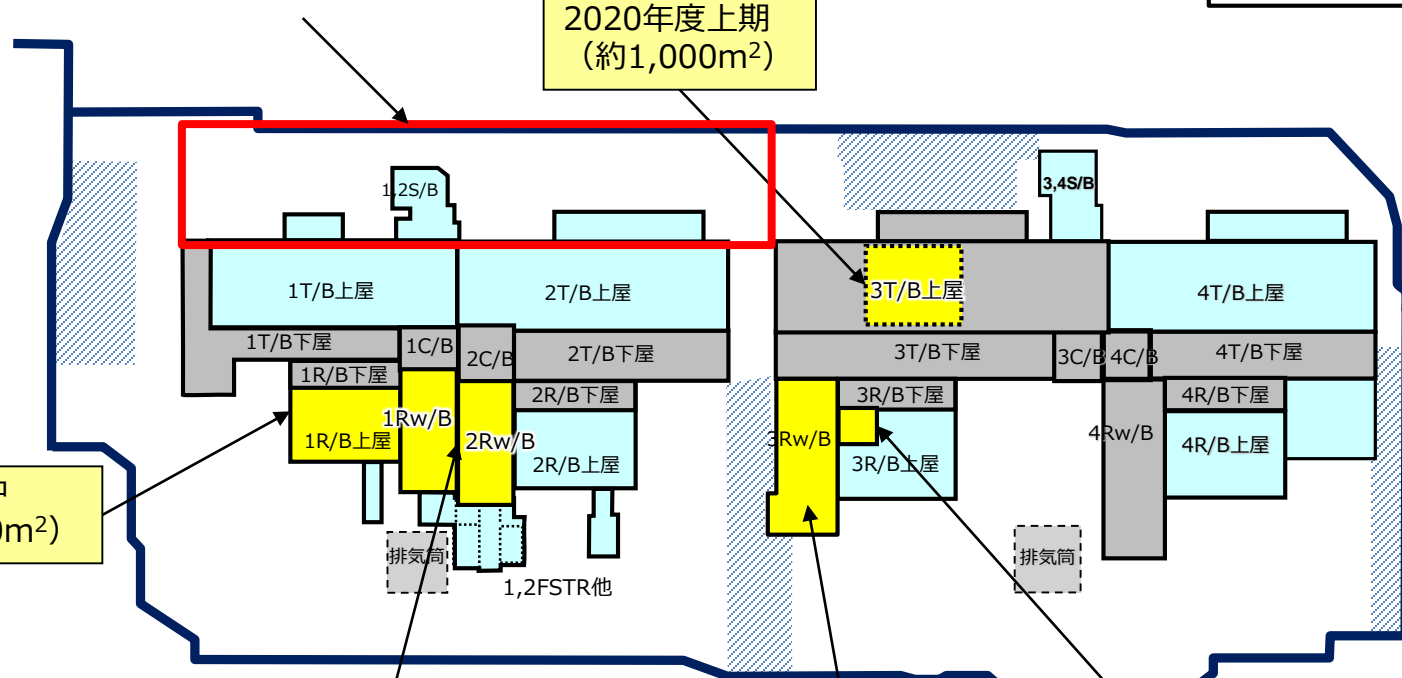 2020年度上期
（約1,000m²）
1,2S/B
3,4S/B
1T/B上屋
2T/B上屋
3T/B上屋
4T/B上屋
1T/B下屋
1C/B
2C/B
2T/B下屋
3T/B下屋
3C/B
4C/B
4T/B下屋
1R/B下屋
2R/B下屋
3R/B下屋
4R/B下屋
1R/B上屋
1Rw/B
2Rw/B
2R/B上屋
3Rw/B
3R/B上屋
4Rw/B
4R/B上屋
m²）
排気筒
1,2FSTR他
排気筒